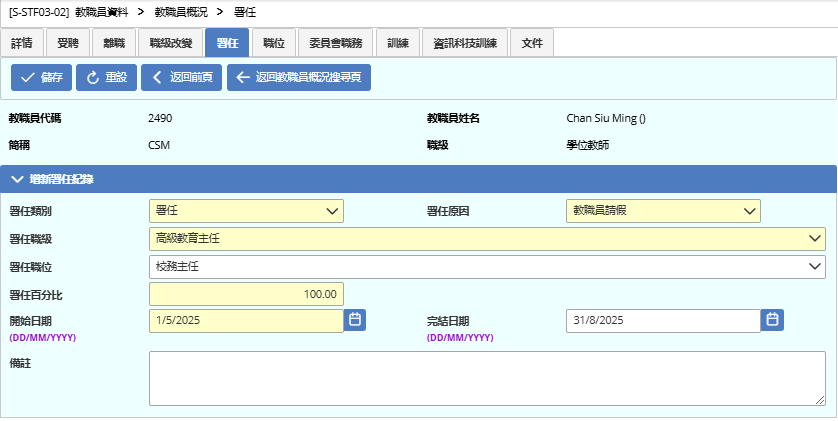 [S-STF03-02] 教職員資料 > 教職員概況 > 署任
詳情 受聘 離職 職級改變 署任 職位 委員會職務 訓練 資訊科技訓練 文件
儲存 重設 返回前頁 返回教職員概況搜尋頁
教職員代碼 2490 教職員姓名 Chan Siu Ming ()
簡稱 CSM 職級 學位教師
增新署任紀錄
署任類別 署任 署任原因 教職員請假
署任職級 高級教育主任
署任職位 校務主任
署任百分比 100.00
開始日期 1/5/2025 完結日期 31/8/2025
(DD/MM/YYYY) (DD/MM/YYYY)
備註